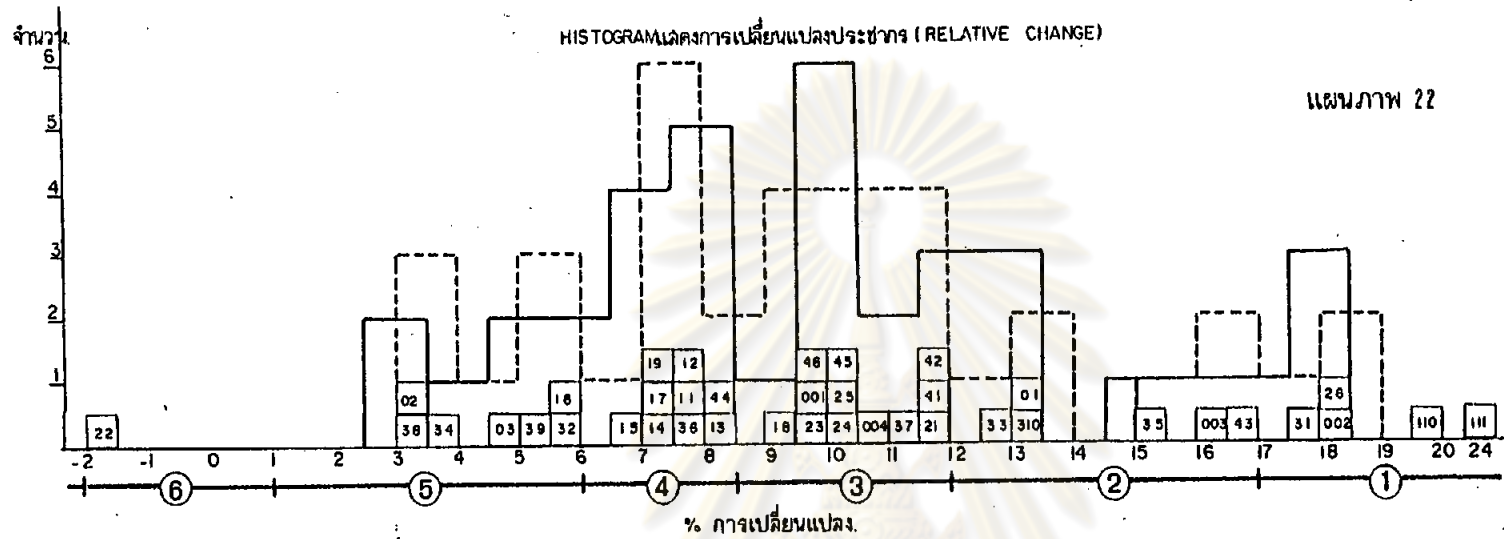 จำนวน.
HISTOGRAMแสดงการเปลี่ยนแปลงประชากร (RELATIVE CHANGE)
แผนภาพ 22
6
5
4
3
2
1
19 12 46 45 42
02 16 17 11 44 001 25 41 01 26
22 38 34 03 39 32 15 14 36 13 18 23 24 004 37 21 33 310 35 003 43 31 002 110 111
-2 -1 0 1 2 3 4 5 6 7 8 9 10 11 12 13 14 15 16 17 18 19 20 24
6 5 4 3 2 1
% การเปลี่ยนแปลง.